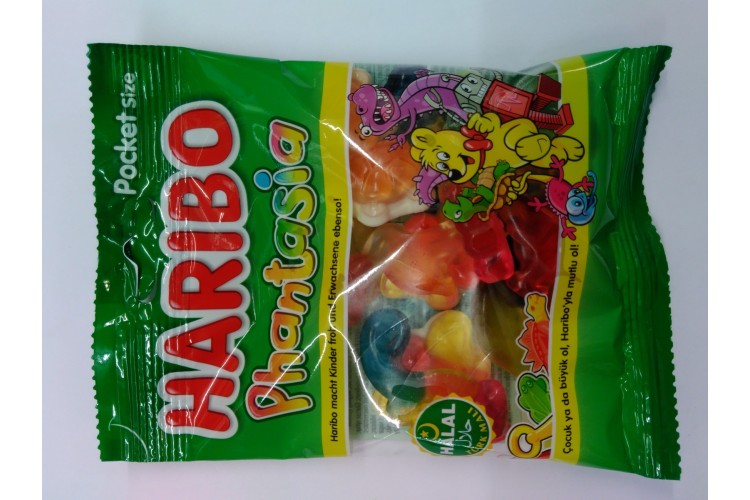 Pocket size
HARIBO
Phantasia
Haribo macht Kinder froh und Erwachsene ebenso!
HALAL
حلال
Çocuk ya da büyük ol, Haribo'yla mutlu ol!